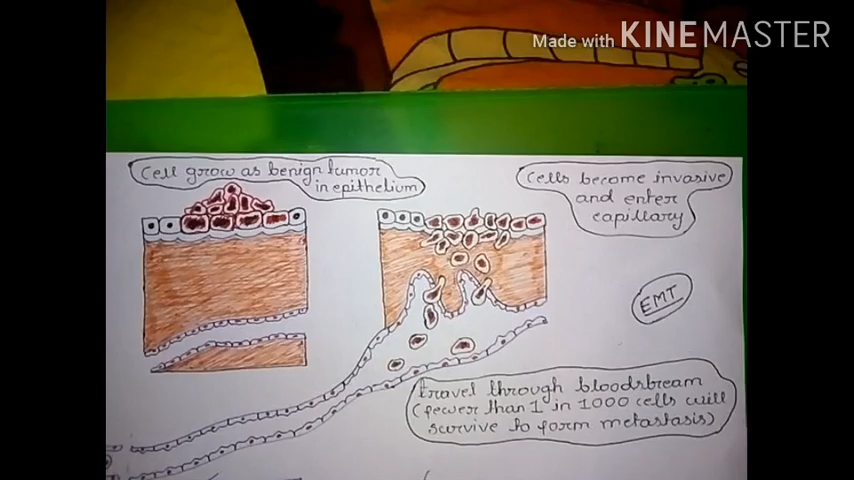 Made with KINEMASTER
Cell grow as benign tumor
in epithelium
Cells become invasive
and enter
capillary
EMT
travel through bloodstream
(fewer than 1 in 1000 cells will
survive to form metastasis)